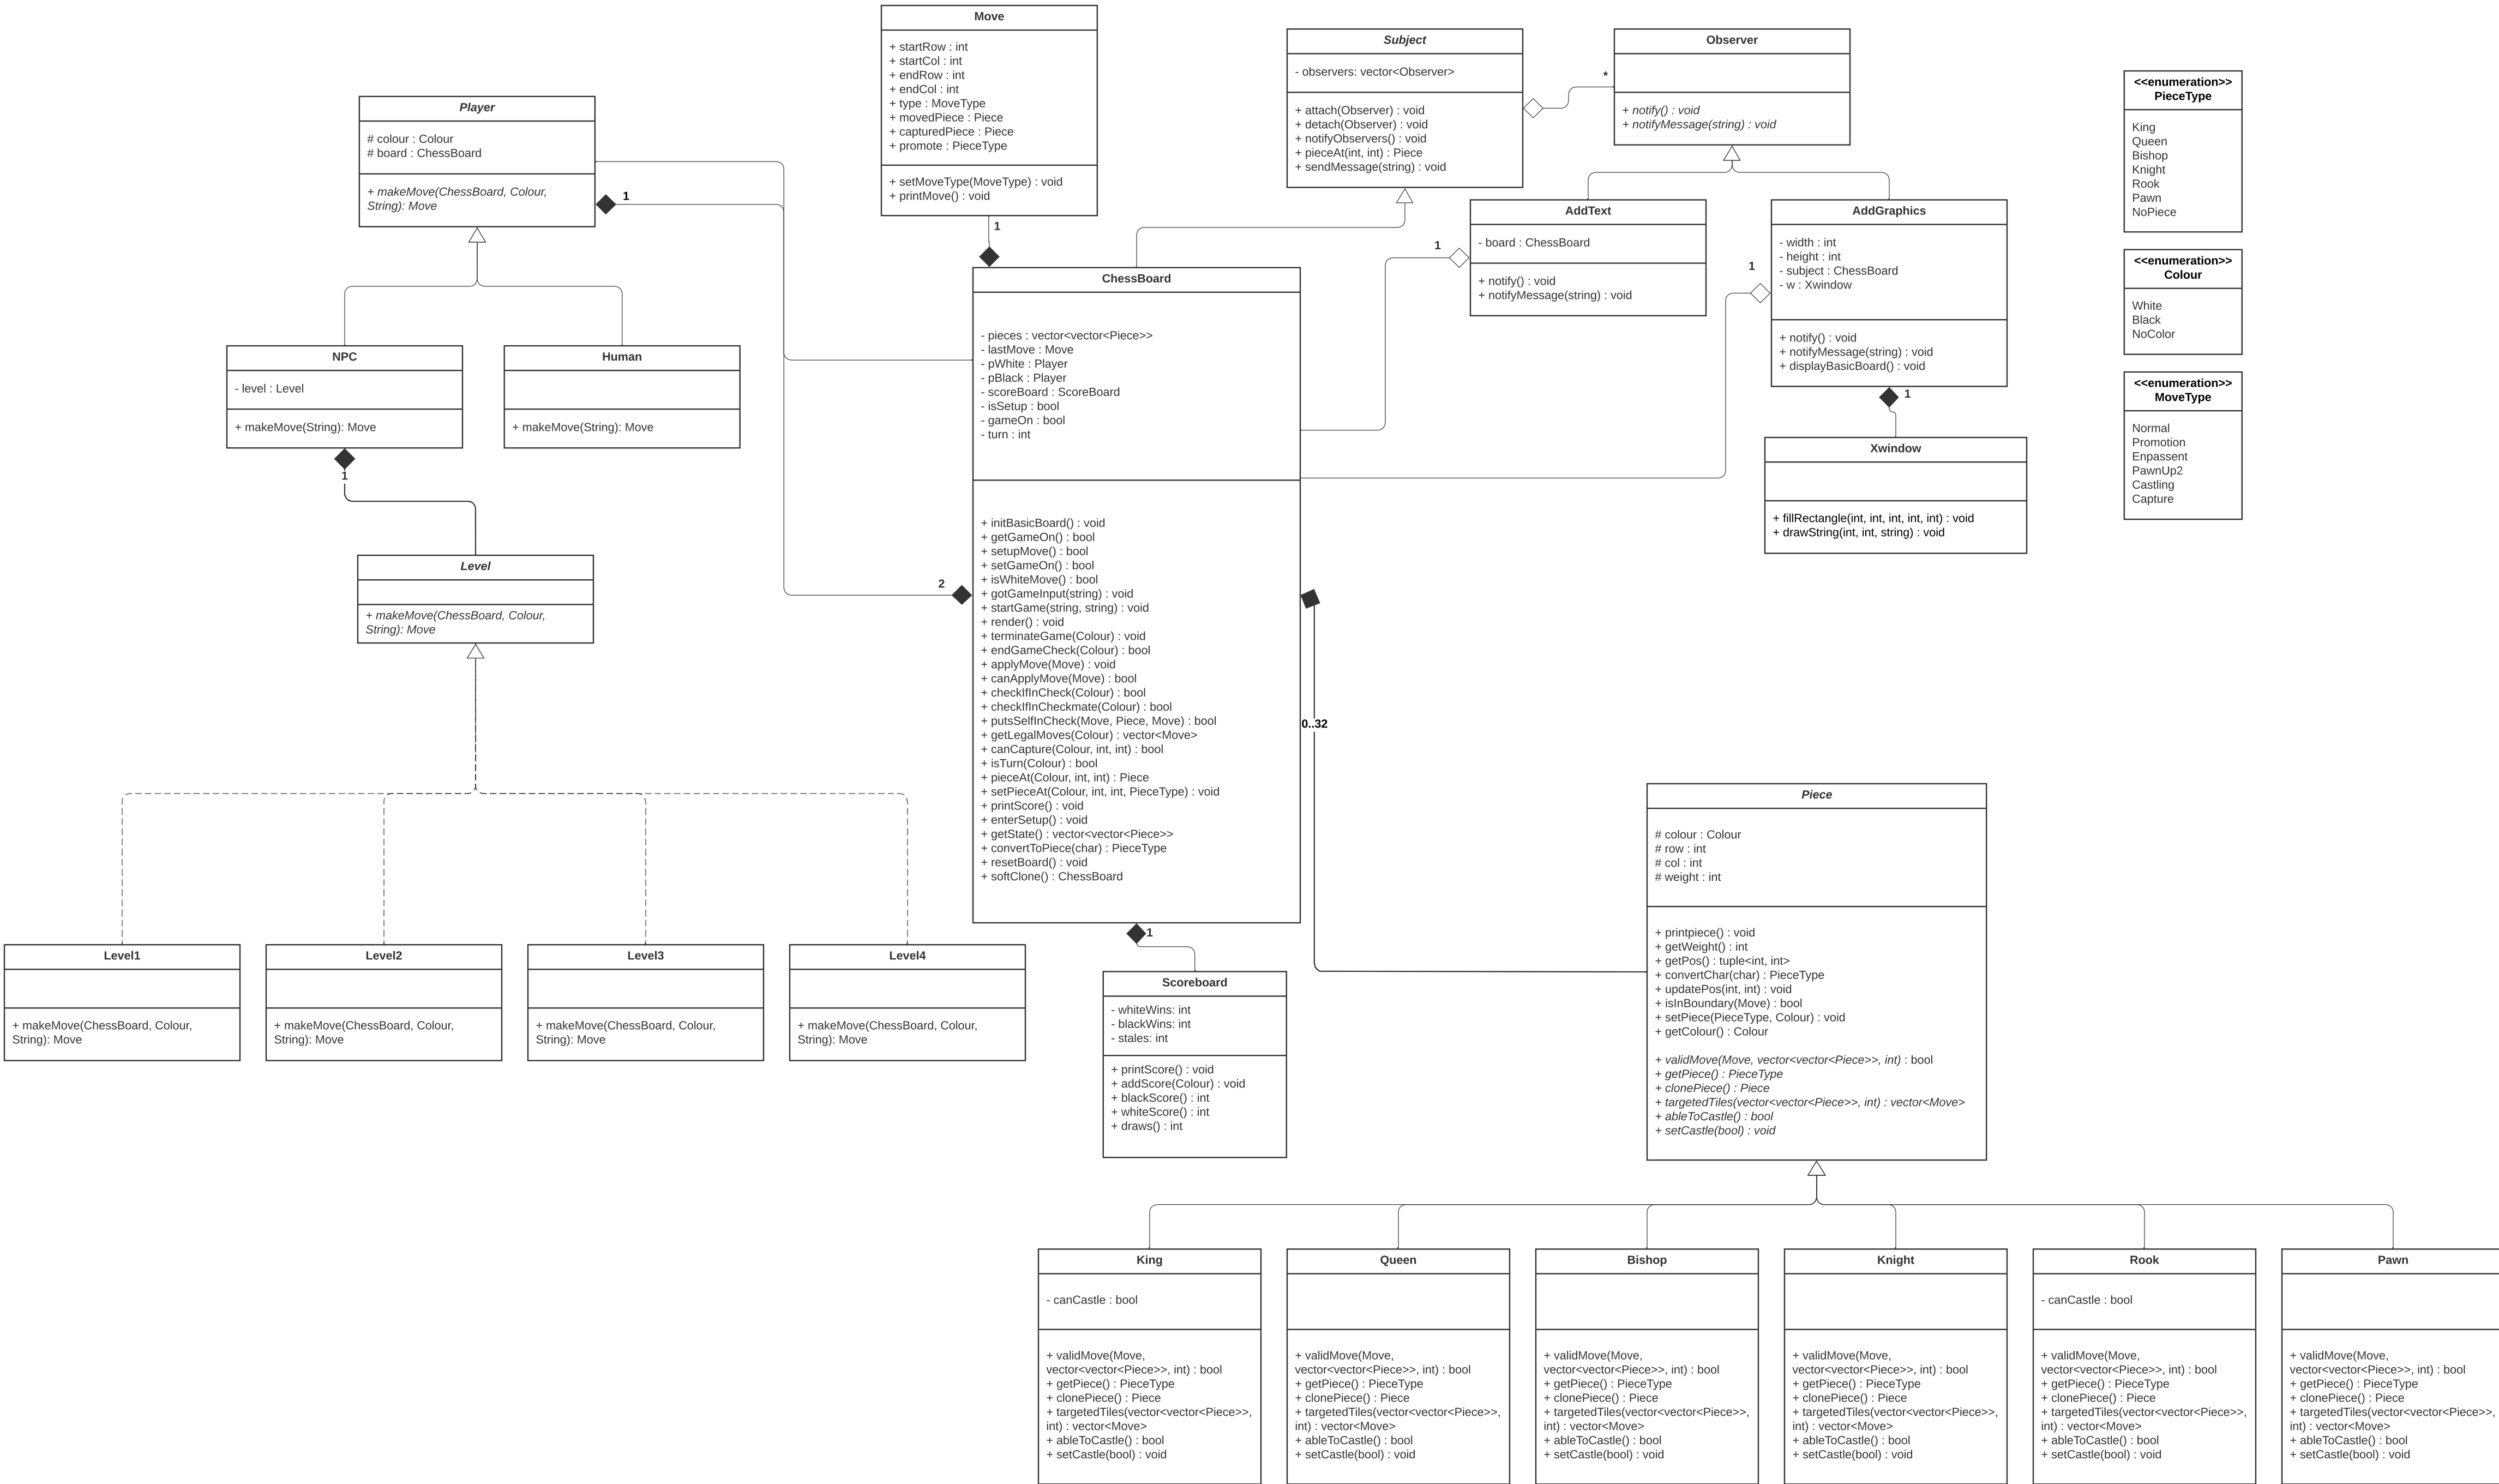 Move
+ startRow : int
+ startCol : int
+ endRow : int
+ endCol : int
+ type : MoveType
+ movedPiece : Piece
+ capturedPiece : Piece
+ promote : PieceType
+ setMoveType(MoveType) : void
+ printMove() : void
1
Subject
- observers: vector<Observer>
+ attach(Observer) : void
+ detach(Observer) : void
+ notifyObservers() : void
+ pieceAt(int, int) : Piece
+ sendMessage(string) : void
*
Observer
+ notify() : void
+ notifyMessage(string) : void
<<enumeration>>
PieceType
King
Queen
Bishop
Knight
Rook
Pawn
NoPiece
<<enumeration>>
Colour
White
Black
NoColor
<<enumeration>>
MoveType
Normal
Promotion
Enpassent
PawnUp2
Castling
Capture
Player
# colour : Colour
# board : ChessBoard
+ makeMove(ChessBoard, Colour,
String): Move
1
AddText
- board : ChessBoard
+ notify() : void
+ notifyMessage(string) : void
1
AddGraphics
- width : int
- height : int
- subject : ChessBoard
- w : Xwindow
+ notify() : void
+ notifyMessage(string) : void
+ displayBasicBoard() : void
1
1
Xwindow
+ fillRectangle(int, int, int, int, int) : void
+ drawString(int, int, string) : void
NPC
- level : Level
+ makeMove(String): Move
1
Human
+ makeMove(String): Move
Level
+ makeMove(ChessBoard, Colour,
String): Move
ChessBoard
- pieces : vector<vector<Piece>>
- lastMove : Move
- pWhite : Player
- pBlack : Player
- scoreBoard : ScoreBoard
- isSetup : bool
- gameOn : bool
- turn : int
+ initBasicBoard() : void
+ getGameOn() : bool
+ setupMove() : bool
+ setGameOn() : bool
+ isWhiteMove() : bool
+ gotGameInput(string) : void
+ startGame(string, string) : void
+ render() : void
+ terminateGame(Colour) : void
+ endGameCheck(Colour) : bool
+ applyMove(Move) : void
+ canApplyMove(Move) : bool
+ checkIfInCheck(Colour) : bool
+ checkIfInCheckmate(Colour) : bool
+ putsSelfInCheck(Move, Piece, Move) : bool
+ getLegalMoves(Colour) : vector<Move>
+ canCapture(Colour, int, int) : bool
+ isTurn(Colour) : bool
+ pieceAt(Colour, int, int) : Piece
+ setPieceAt(Colour, int, int, PieceType) : void
+ printScore() : void
+ enterSetup() : void
+ getState() : vector<vector<Piece>>
+ convertToPiece(char) : PieceType
+ resetBoard() : void
+ softClone() : ChessBoard
2
0..32
1
Level1
+ makeMove(ChessBoard, Colour,
String): Move
Level2
+ makeMove(ChessBoard, Colour,
String): Move
Level3
+ makeMove(ChessBoard, Colour,
String): Move
Level4
+ makeMove(ChessBoard, Colour,
String): Move
Scoreboard
- whiteWins: int
- blackWins: int
- stales: int
+ printScore() : void
+ addScore(Colour) : void
+ blackScore() : int
+ whiteScore() : int
+ draws() : int
Piece
# colour : Colour
# row : int
# col : int
# weight : int
+ printpiece() : void
+ getWeight() : int
+ getPos() : tuple<int, int>
+ convertChar(char) : PieceType
+ updatePos(int, int) : void
+ isInBoundary(Move) : bool
+ setPiece(PieceType, Colour) : void
+ getColour() : Colour
+ validMove(Move, vector<vector<Piece>>, int) : bool
+ getPiece() : PieceType
+ clonePiece() : Piece
+ targetedTiles(vector<vector<Piece>>, int) : vector<Move>
+ ableToCastle() : bool
+ setCastle(bool) : void
King
- canCastle : bool
+ validMove(Move,
vector<vector<Piece>>, int) : bool
+ getPiece() : PieceType
+ clonePiece() : Piece
+ targetedTiles(vector<vector<Piece>>,
int) : vector<Move>
+ ableToCastle() : bool
+ setCastle(bool) : void
Queen
+ validMove(Move,
vector<vector<Piece>>, int) : bool
+ getPiece() : PieceType
+ clonePiece() : Piece
+ targetedTiles(vector<vector<Piece>>,
int) : vector<Move>
+ ableToCastle() : bool
+ setCastle(bool) : void
Bishop
+ validMove(Move,
vector<vector<Piece>>, int) : bool
+ getPiece() : PieceType
+ clonePiece() : Piece
+ targetedTiles(vector<vector<Piece>>,
int) : vector<Move>
+ ableToCastle() : bool
+ setCastle(bool) : void
Knight
+ validMove(Move,
vector<vector<Piece>>, int) : bool
+ getPiece() : PieceType
+ clonePiece() : Piece
+ targetedTiles(vector<vector<Piece>>,
int) : vector<Move>
+ ableToCastle() : bool
+ setCastle(bool) : void
Rook
- canCastle : bool
+ validMove(Move,
vector<vector<Piece>>, int) : bool
+ getPiece() : PieceType
+ clonePiece() : Piece
+ targetedTiles(vector<vector<Piece>>,
int) : vector<Move>
+ ableToCastle() : bool
+ setCastle(bool) : void
Pawn
+ validMove(Move,
vector<vector<Piece>>, int) : bool
+ getPiece() : PieceType
+ clonePiece() : Piece
+ targetedTiles(vector<vector<Piece>>,
int) : vector<Move>
+ ableToCastle() : bool
+ setCastle(bool) : void